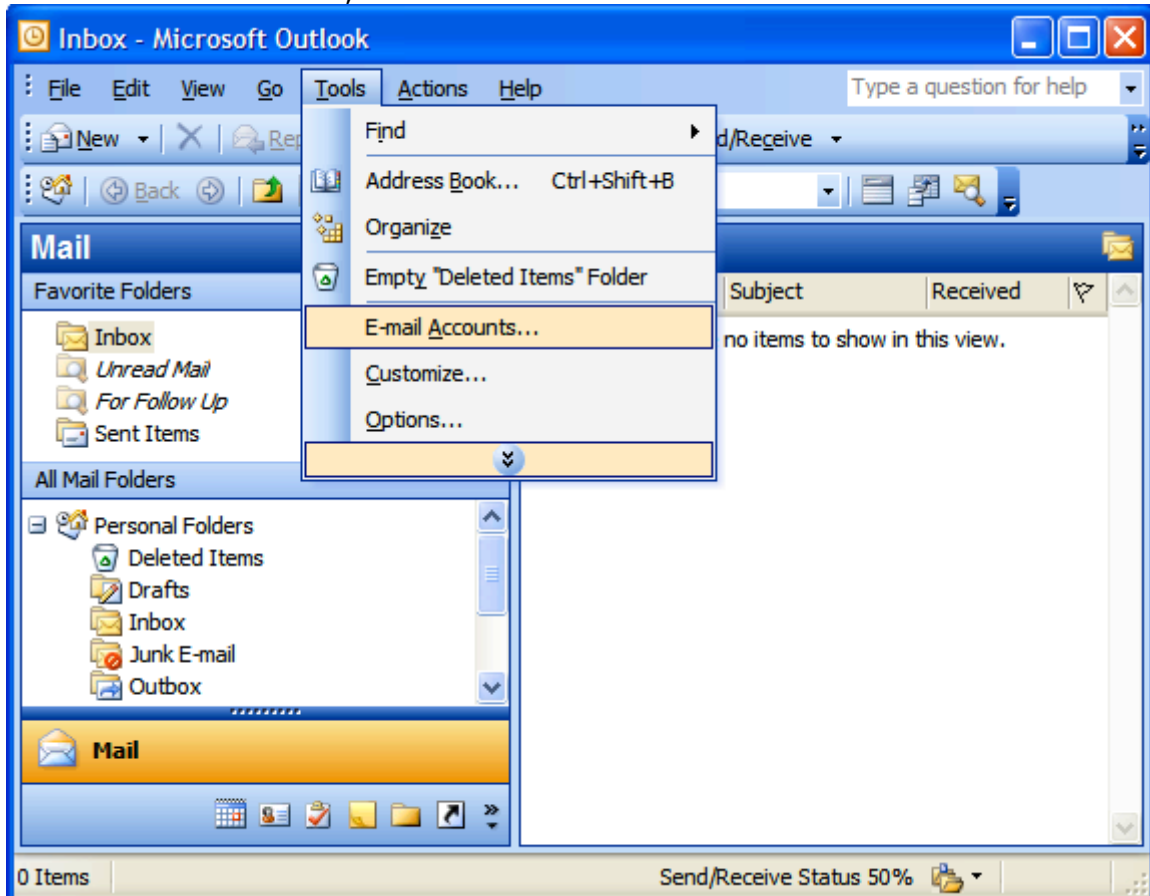 Inbox - Microsoft Outlook
File Edit View Go Tools Actions Help Type a question for help
New Rep d/Receive
Back
Find
Address Book... Ctrl+Shift+B
Organize
Empty "Deleted Items" Folder
E-mail Accounts...
Customize...
Options...
Mail
Favorite Folders
Inbox
Unread Mail
For Follow Up
Sent Items
All Mail Folders
Personal Folders
Deleted Items
Drafts
Inbox
Junk E-mail
Outbox
Mail
Subject Received
no items to show in this view.
0 Items Send/Receive Status 50%